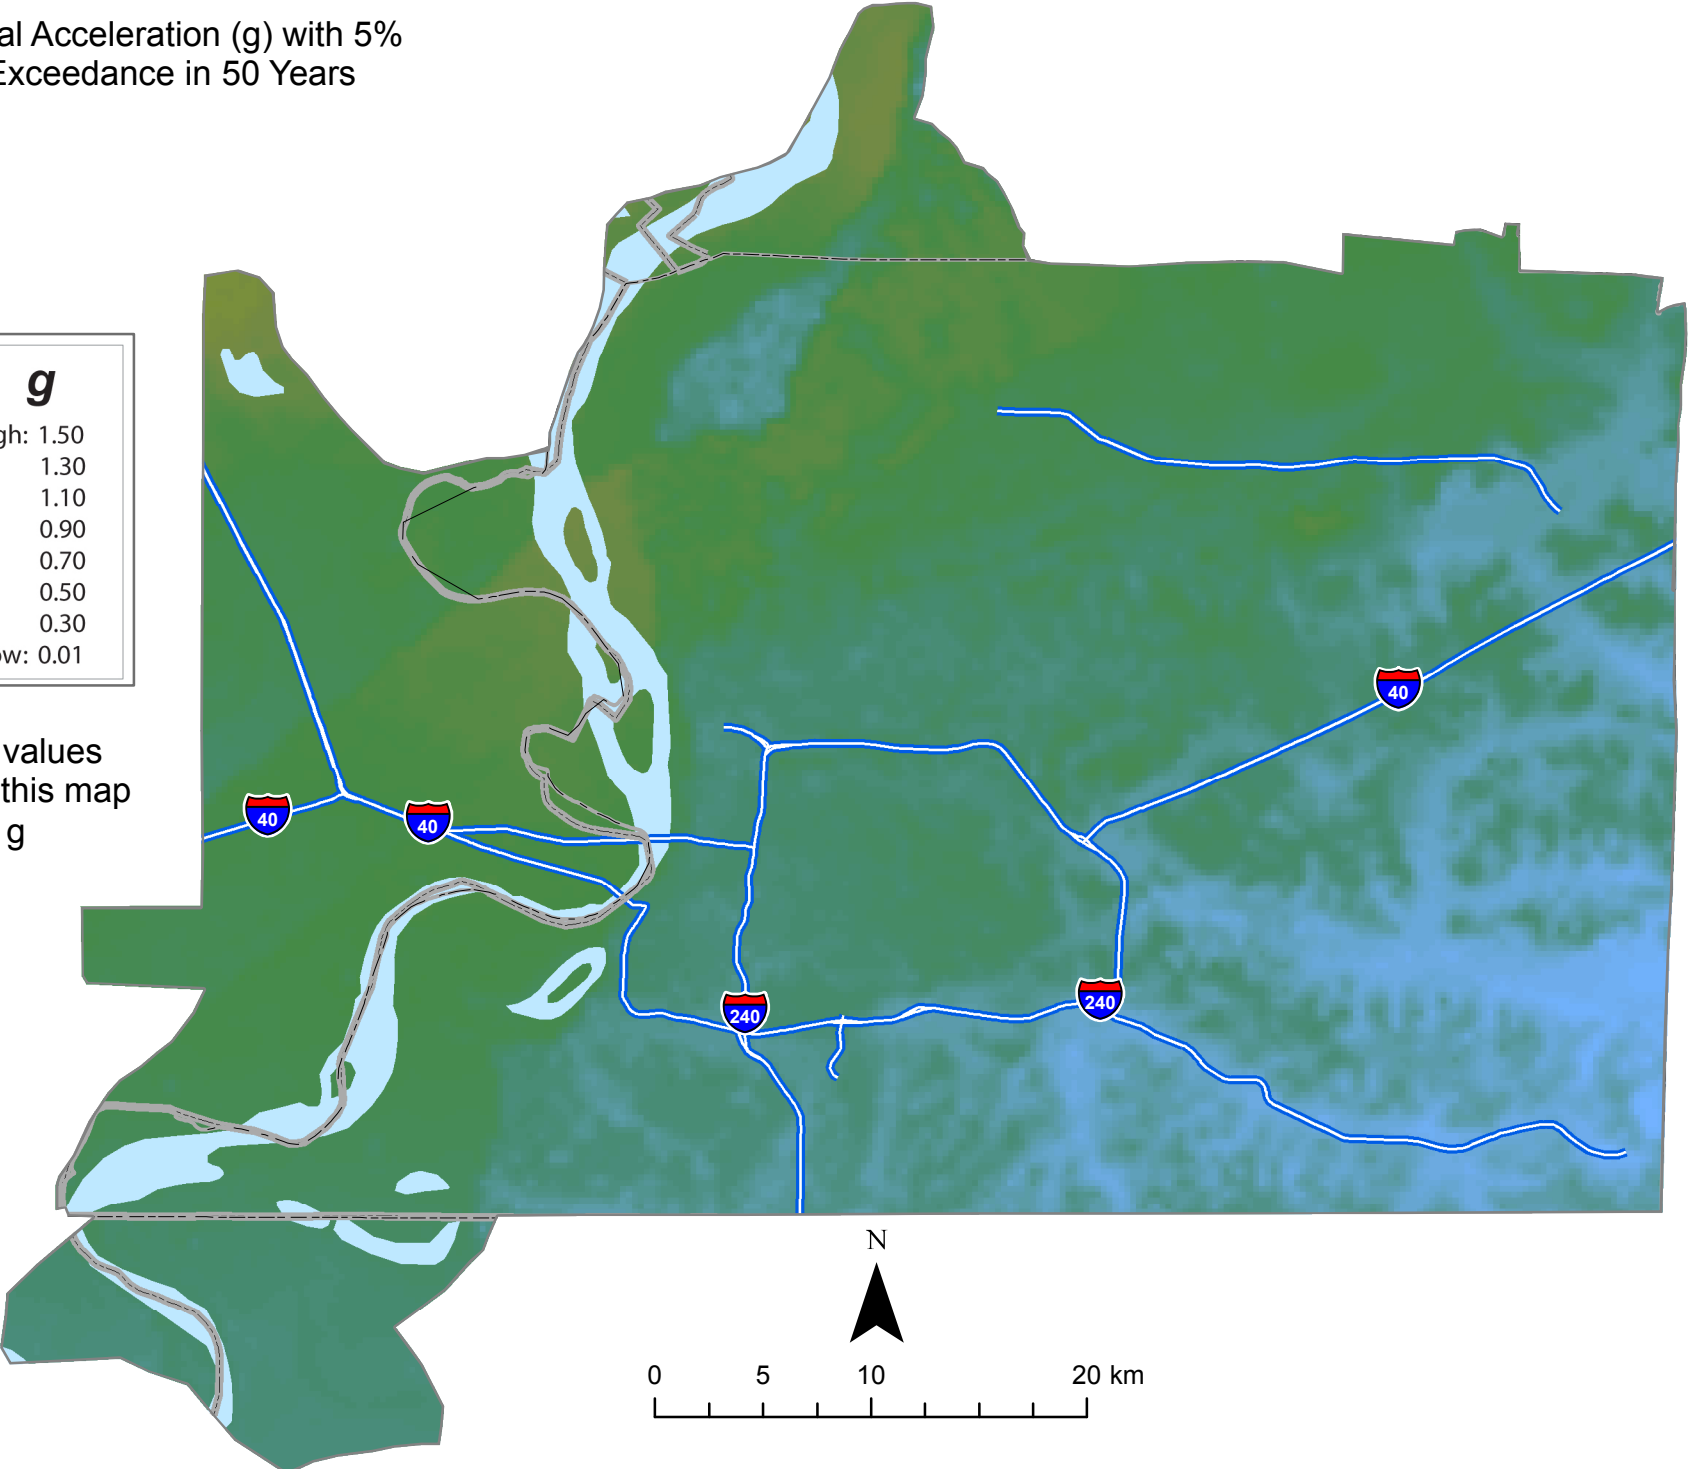 al Acceleration (g) with 5%
Exceedance in 50 Years
g
gh: 1.50
1.30
1.10
0.90
0.70
0.50
0.30
ow: 0.01
values
this map
g
40
40
40
240
240
N
0 5 10 20 km